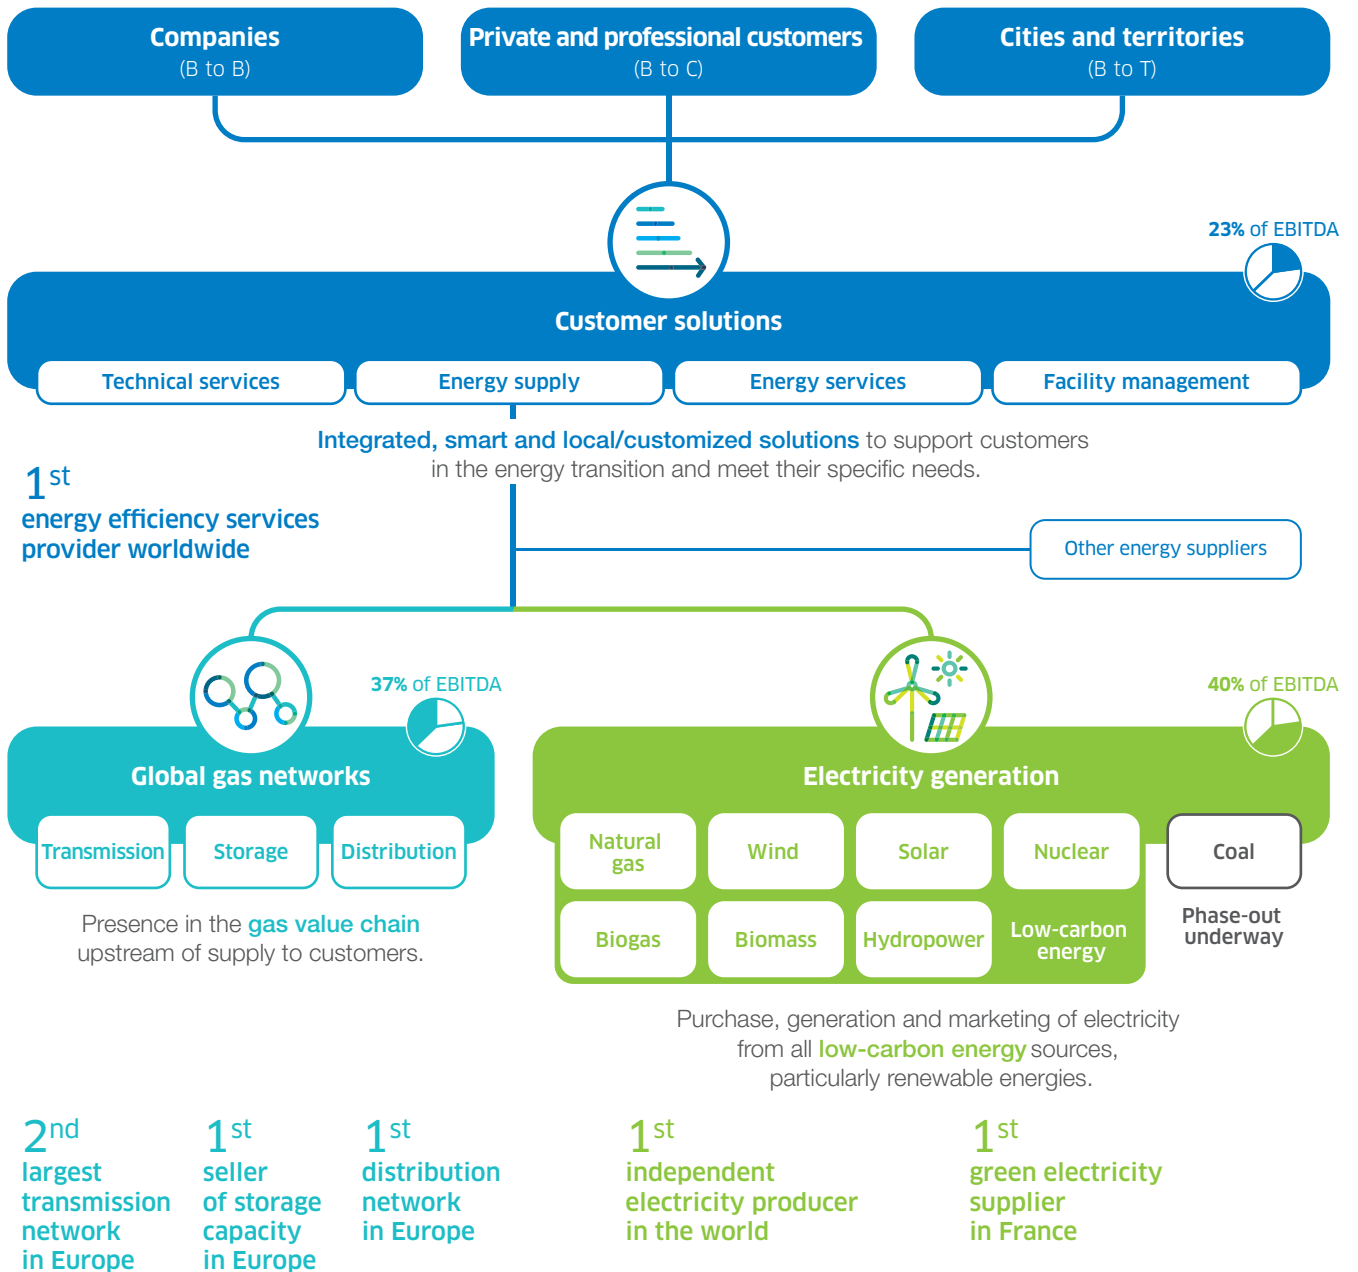 Companies
(B to B)
Private and professional customers
(B to C)
Cities and territories
(B to T)
23% of EBITDA
Customer solutions
Technical services
Energy supply
Energy services
Facility management
Integrated, smart and local/customized solutions to support customers
in the energy transition and meet their specific needs.
1st
energy efficiency services
provider worldwide
Other energy suppliers
37% of EBITDA
Global gas networks
Transmission
Storage
Distribution
Presence in the gas value chain
upstream of supply to customers.
40% of EBITDA
Electricity generation
Natural
gas
Wind
Solar
Nuclear
Coal
Biogas
Biomass
Hydropower
Low-carbon
energy
Phase-out
underway
Purchase, generation and marketing of electricity
from all low-carbon energy sources,
particularly renewable energies.
2nd
largest
transmission
network
in Europe
1st
seller
of storage
capacity
in Europe
1st
distribution
network
in Europe
1st
independent
electricity producer
in the world
1st
green electricity
supplier
in France